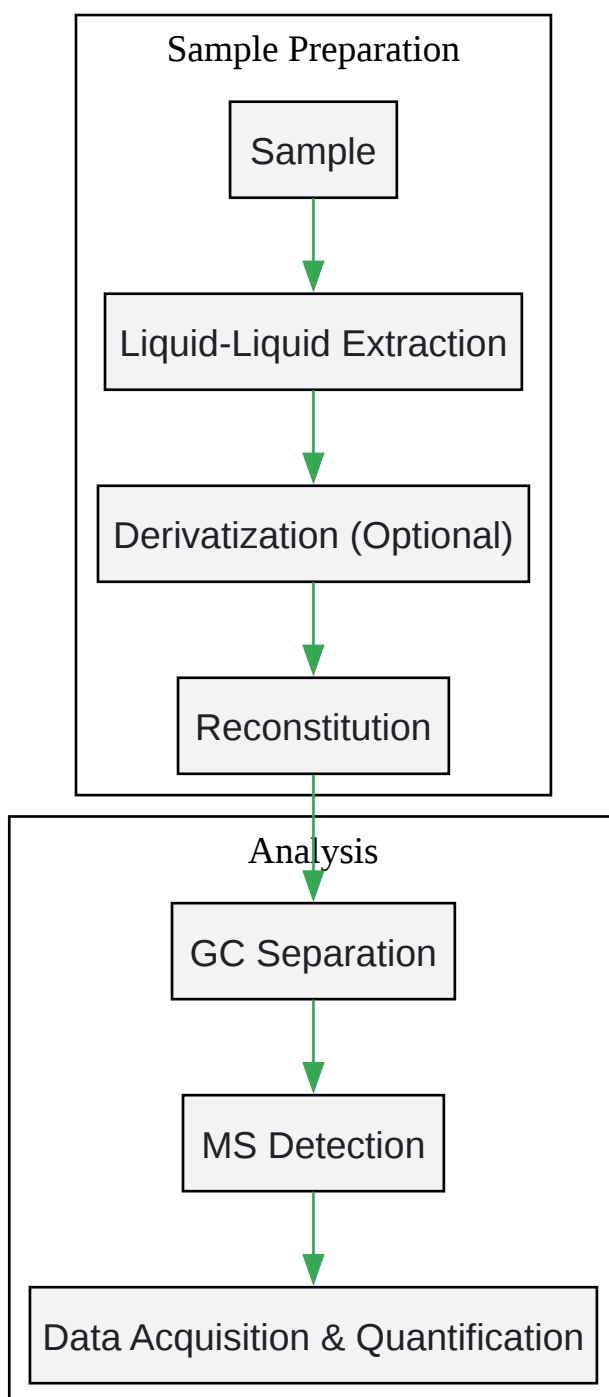 Sample Preparation
Sample
Liquid-Liquid Extraction
Derivatization (Optional)
Reconstitution
Analysis
GC Separation
MS Detection
Data Acquisition & Quantification